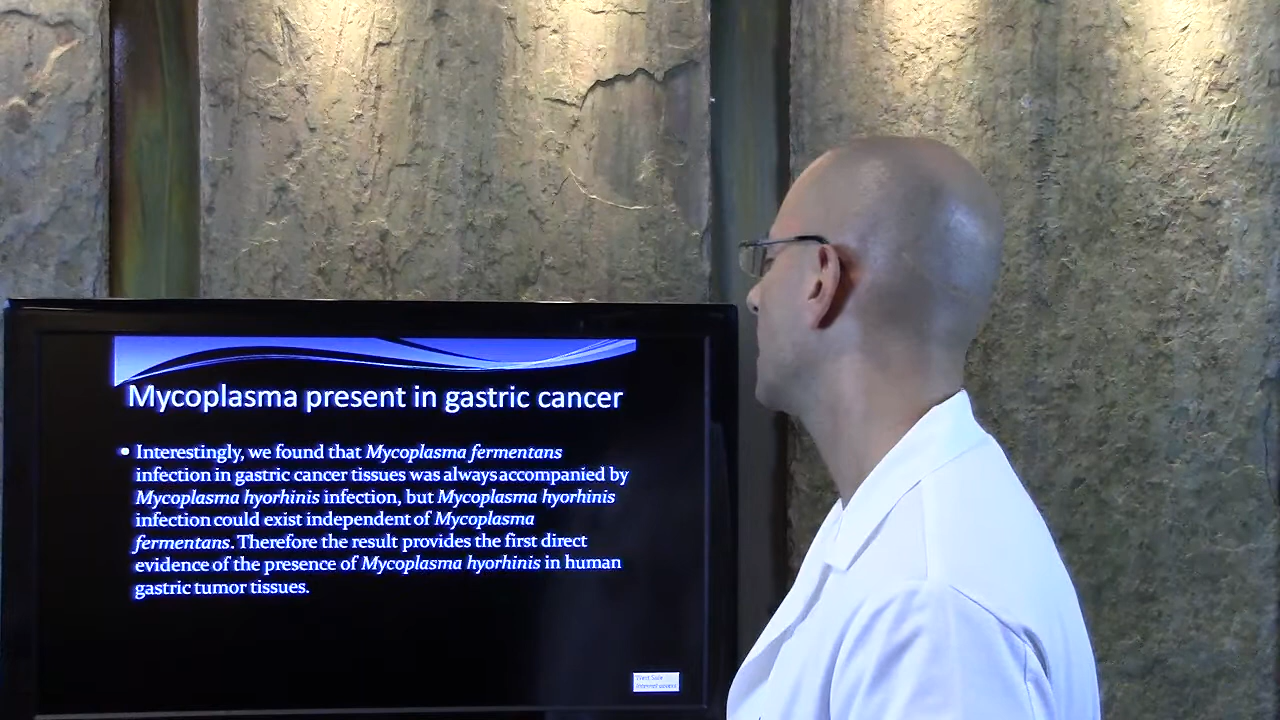 Mycoplasma present in gastric cancer
• Interestingly, we found that Mycoplasma fermentans
infection in gastric cancer tissues was always accompanied by
Mycoplasma hyorhinis infection, but Mycoplasma hyorhinis
infection could exist independent of Mycoplasma
fermentans. Therefore the result provides the first direct
evidence of the presence of Mycoplasma hyorhinis in human
gastric tumor tissues.